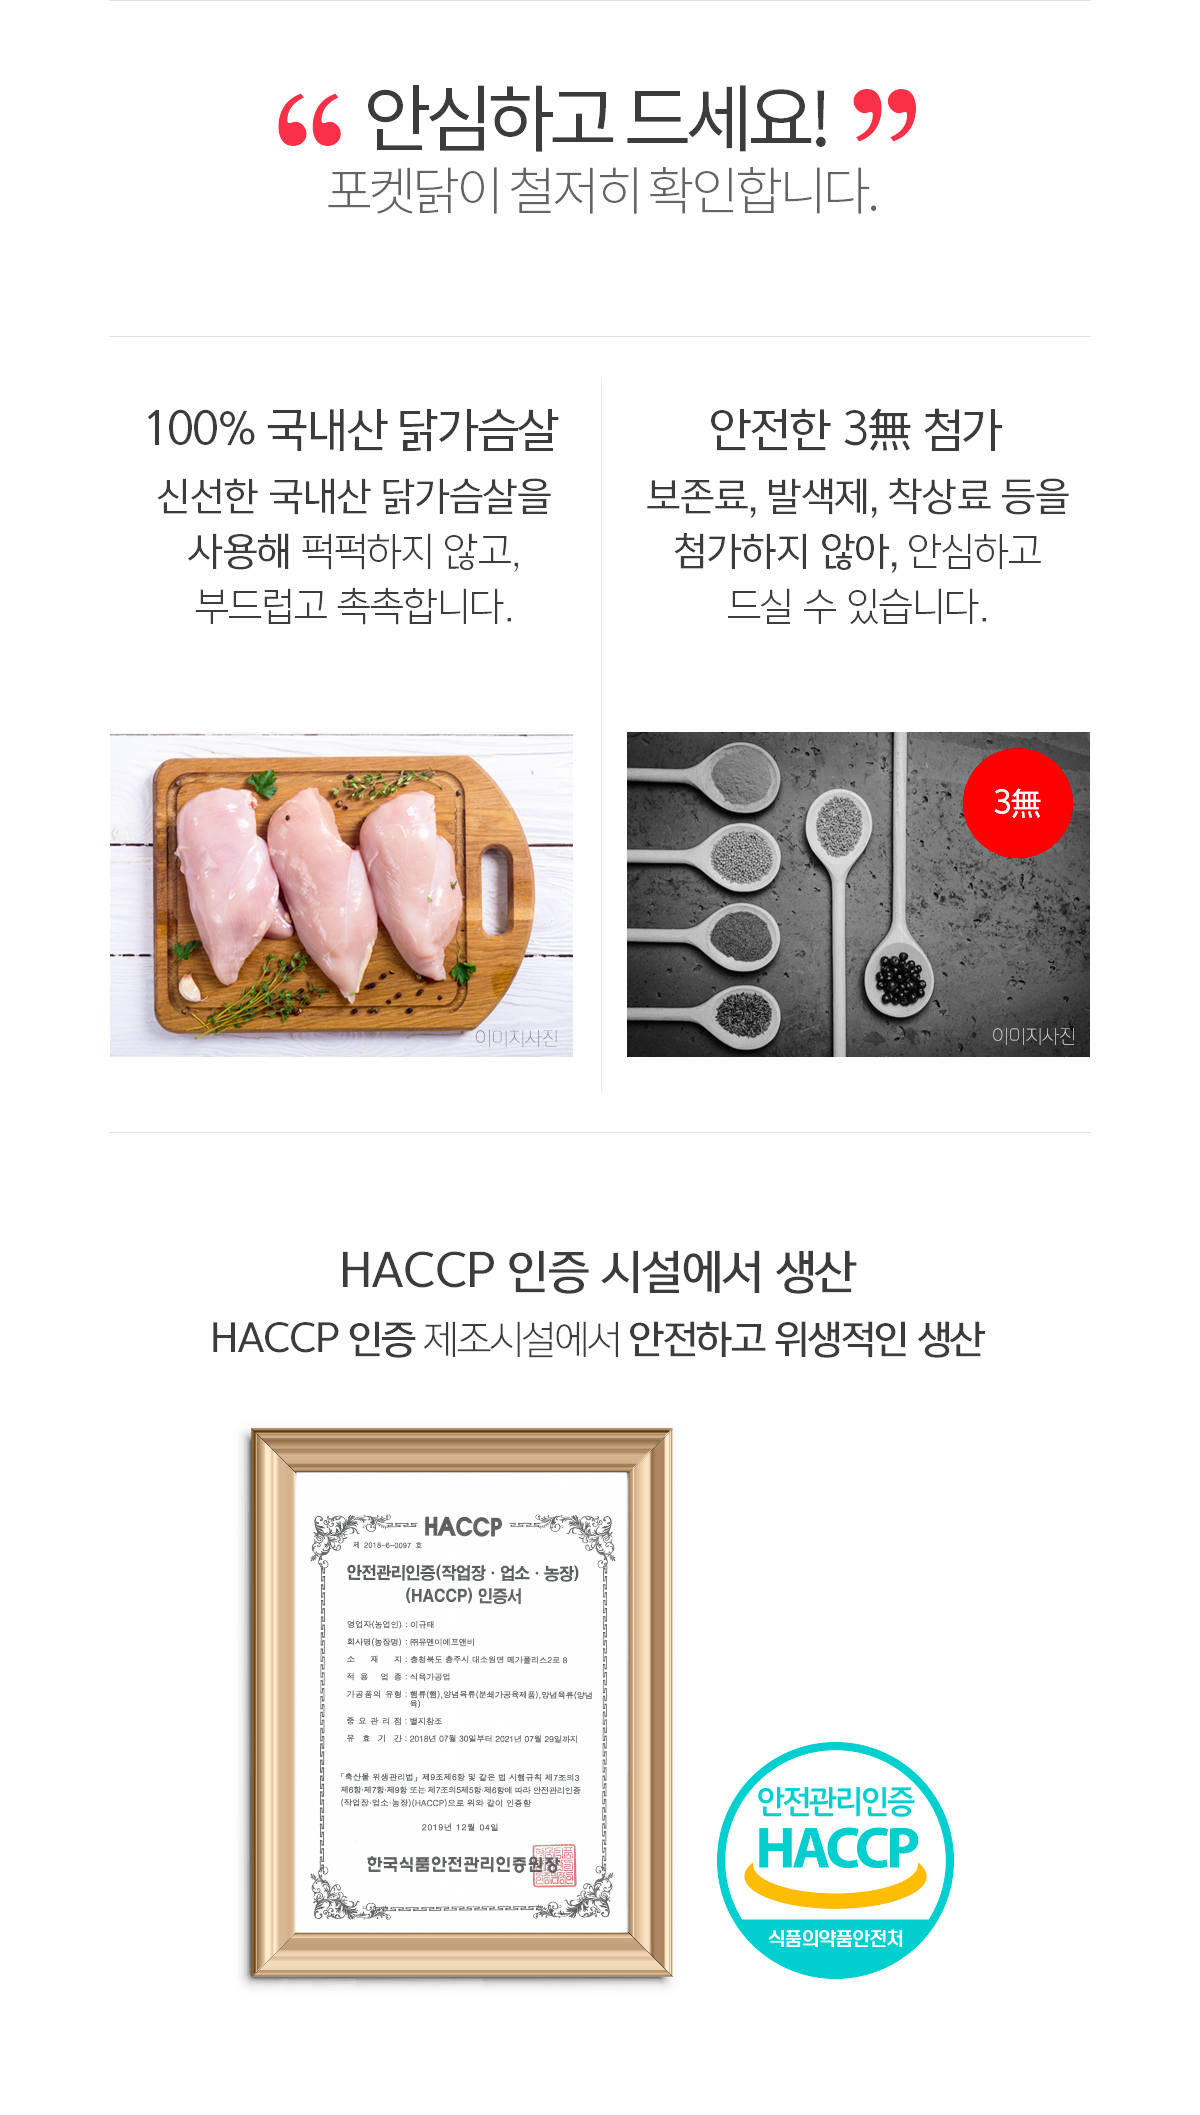 “ 안심하고 드세요! ”
포켓닭이 철저히 확인합니다.
100% 국내산 닭가슴살
신선한 국내산 닭가슴살을
사용해 퍽퍽하지 않고,
부드럽고 촉촉합니다.
이미지사진
안전한 3無 첨가
보존료, 발색제, 착상료 등을
첨가하지 않아, 안심하고
드실 수 있습니다.
3無
이미지사진
HACCP 인증 시설에서 생산
HACCP 인증 제조시설에서 안전하고 위생적인 생산
HACCP
제 2018-6-0097 호
안전관리인증(작업장 · 업소 · 농장)
(HACCP) 인증서
영업자(농업인) : 이규태
회사명(농장명) : ㈜유앤미에프앤비
소 재 지 : 충청북도 충주시 대소원면 메가폴리스2로 8
적 용 업 종 : 식육가공업
가공품의 유형 : 햄류(햄),양념육류(분쇄가공육제품),양념육류(양념
육)
중 요 관 리 점 : 별지참조
유 효 기 간 : 2018년 07월 30일부터 2021년 07월 29일까지
「축산물 위생관리법」 제9조제6항 및 같은 법 시행규칙 제7조의3
제6항·제7항·제9항 또는 제7조의5제5항·제6항에 따라 안전관리인증
(작업장·업소·농장)(HACCP)으로 위와 같이 인증함
2019년 12월 04일
한국식품안전관리인증원장
안전관리인증
HACCP
식품의약품안전처